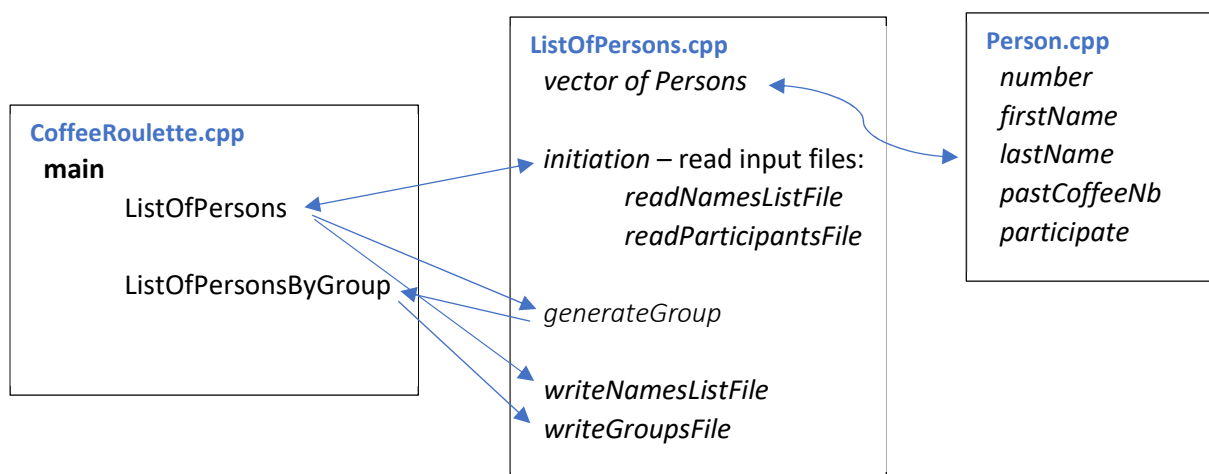 CoffeeRoulette.cpp
main
ListOfPersons
ListOfPersonsByGroup
ListOfPersons.cpp
vector of Persons
initiation – read input files:
readNamesListFile
readParticipantsFile
generateGroup
writeNamesListFile
writeGroupsFile
Person.cpp
number
firstName
lastName
pastCoffeeNb
participate